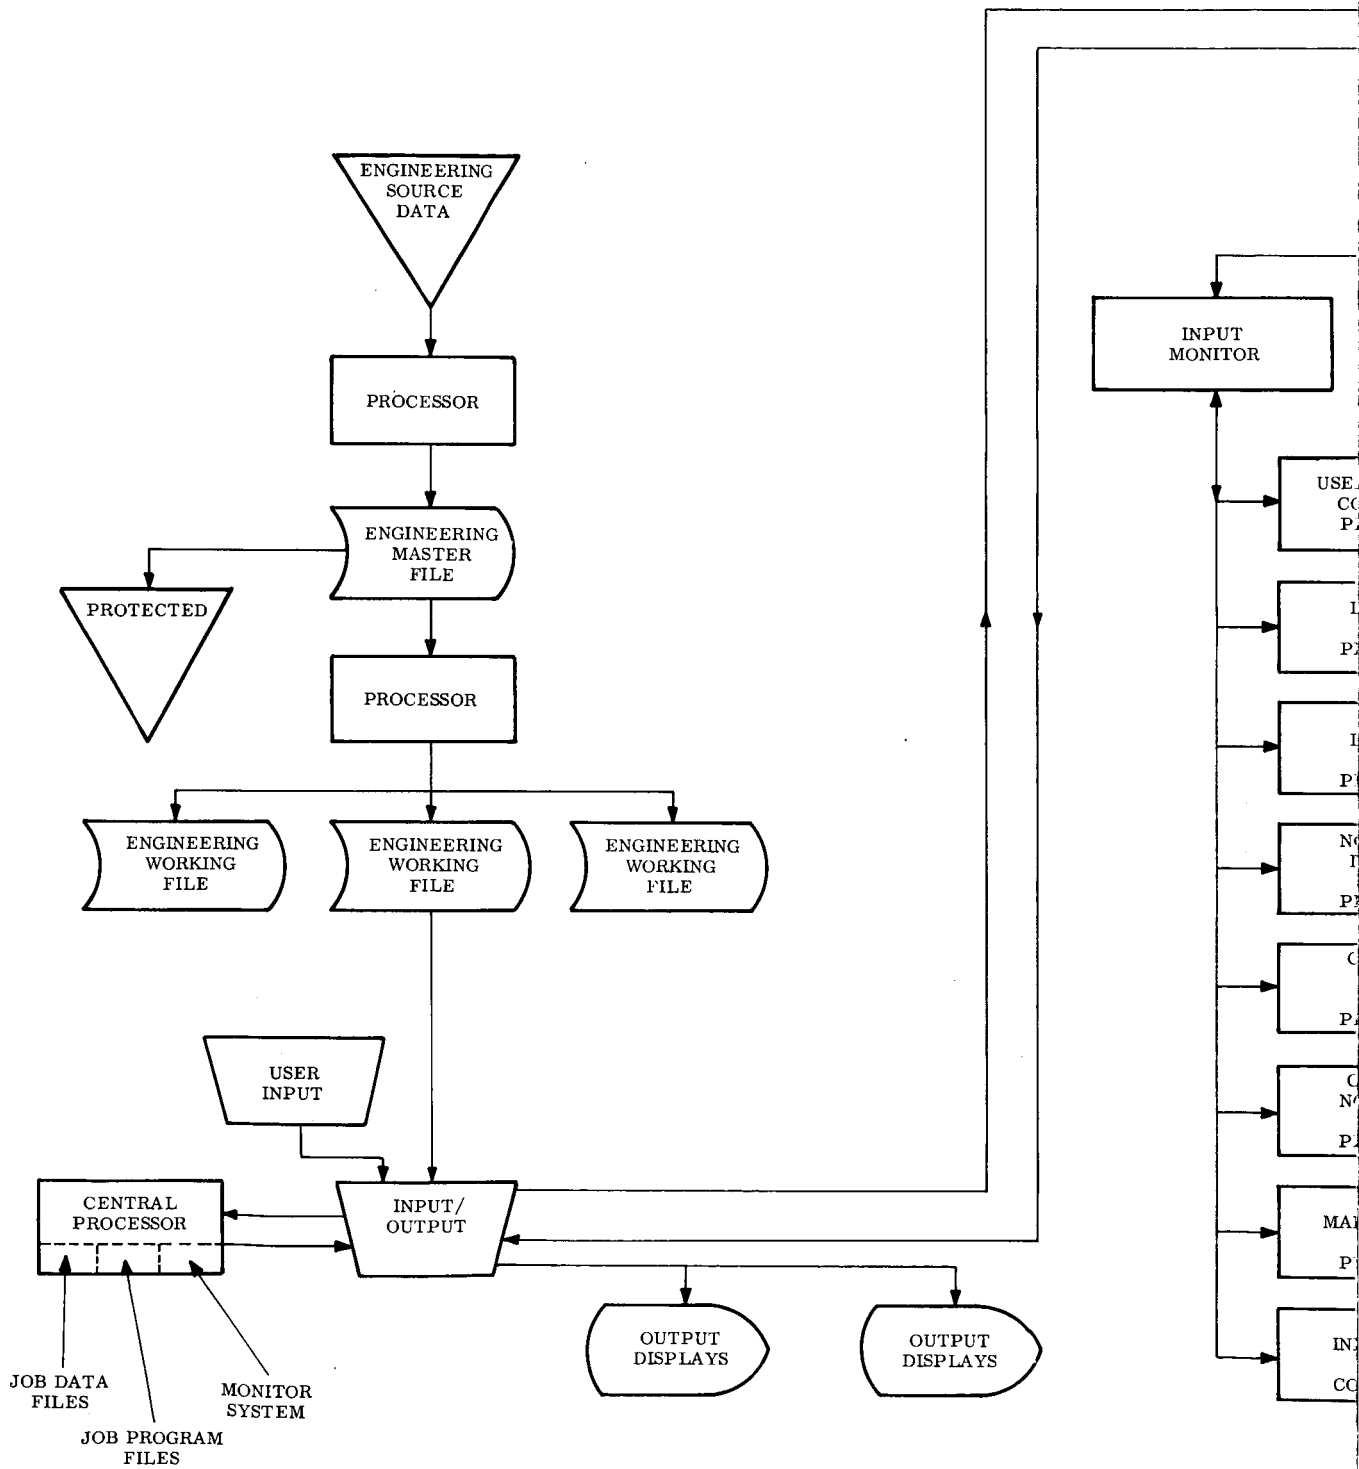 ENGINEERING
SOURCE
DATA
PROCESSOR
ENGINEERING
MASTER
FILE
PROTECTED
PROCESSOR
ENGINEERING
WORKING
FILE
ENGINEERING
WORKING
FILE
ENGINEERING
WORKING
FILE
USER
INPUT
CENTRAL
PROCESSOR
INPUT/
OUTPUT
OUTPUT
DISPLAYS
OUTPUT
DISPLAYS
JOB DATA
FILES
JOB PROGRAM
FILES
MONITOR
SYSTEM
INPUT
MONITOR